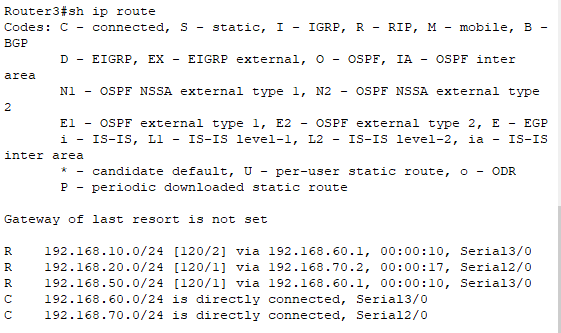 Router3#sh ip route
Codes: C - connected, S - static, I - IGRP, R - RIP, M - mobile, B -
BGP
       D - EIGRP, EX - EIGRP external, O - OSPF, IA - OSPF inter
area
       N1 - OSPF NSSA external type 1, N2 - OSPF NSSA external type
2
       E1 - OSPF external type 1, E2 - OSPF external type 2, E - EGP
       i - IS-IS, L1 - IS-IS level-1, L2 - IS-IS level-2, ia - IS-IS
inter area
       * - candidate default, U - per-user static route, o - ODR
       P - periodic downloaded static route

Gateway of last resort is not set

R    192.168.10.0/24 [120/2] via 192.168.60.1, 00:00:10, Serial3/0
R    192.168.20.0/24 [120/1] via 192.168.70.2, 00:00:17, Serial2/0
R    192.168.50.0/24 [120/1] via 192.168.60.1, 00:00:10, Serial3/0
C    192.168.60.0/24 is directly connected, Serial3/0
C    192.168.70.0/24 is directly connected, Serial2/0